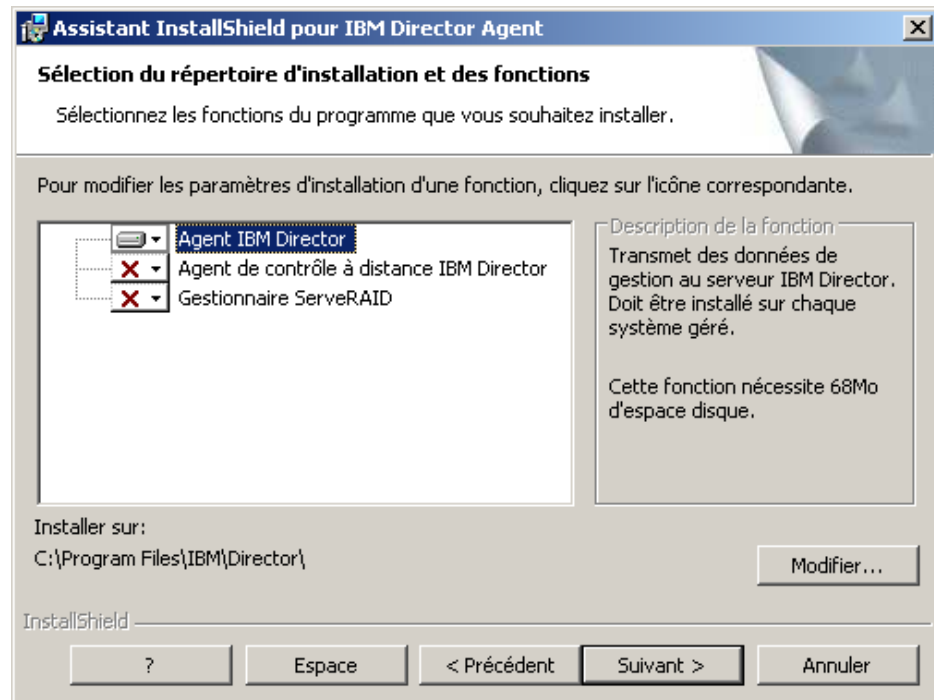 Assistant InstallShield pour IBM Director Agent
Sélection du répertoire d'installation et des fonctions
Sélectionnez les fonctions du programme que vous souhaitez installer.
Pour modifier les paramètres d'installation d'une fonction, cliquez sur l'icône correspondante.
Agent IBM Director
Agent de contrôle à distance IBM Director
Gestionnaire ServeRAID
Description de la fonction
Transmet des données de
gestion au serveur IBM Director.
Doit être installé sur chaque
système géré.
Cette fonction nécessite 68Mo
d'espace disque.
Installer sur:
C:\Program Files\IBM\Director\
Modifier...
InstallShield
?
Espace
< Précédent
Suivant >
Annuler